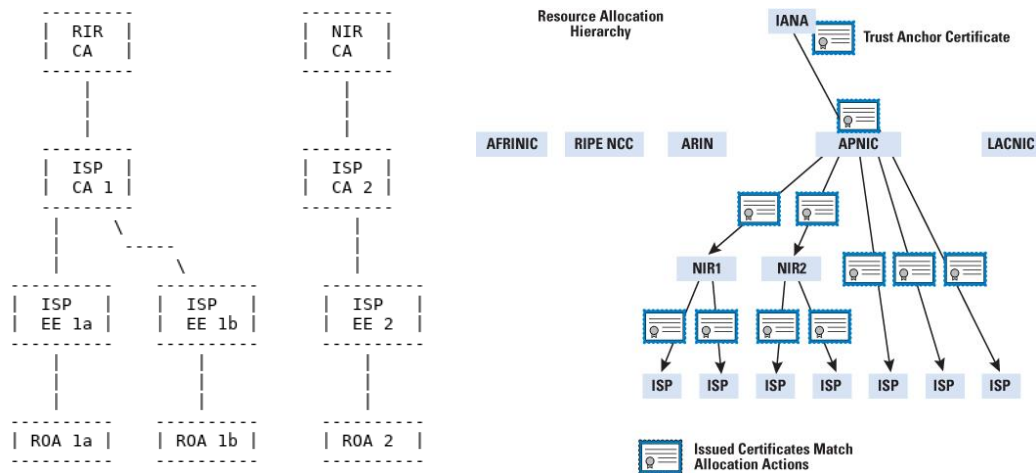 RIR
CA
NIR
CA
ISP
CA 1
ISP
CA 2
ISP
EE 1a
ISP
EE 1b
ISP
EE 2
ROA 1a
ROA 1b
ROA 2
Resource Allocation
Hierarchy
IANA
Trust Anchor Certificate
AFRINIC
RIPE NCC
ARIN
APNIC
LACNIC
NIR1
NIR2
ISP
ISP
ISP
ISP
ISP
ISP
ISP
Issued Certificates Match
Allocation Actions